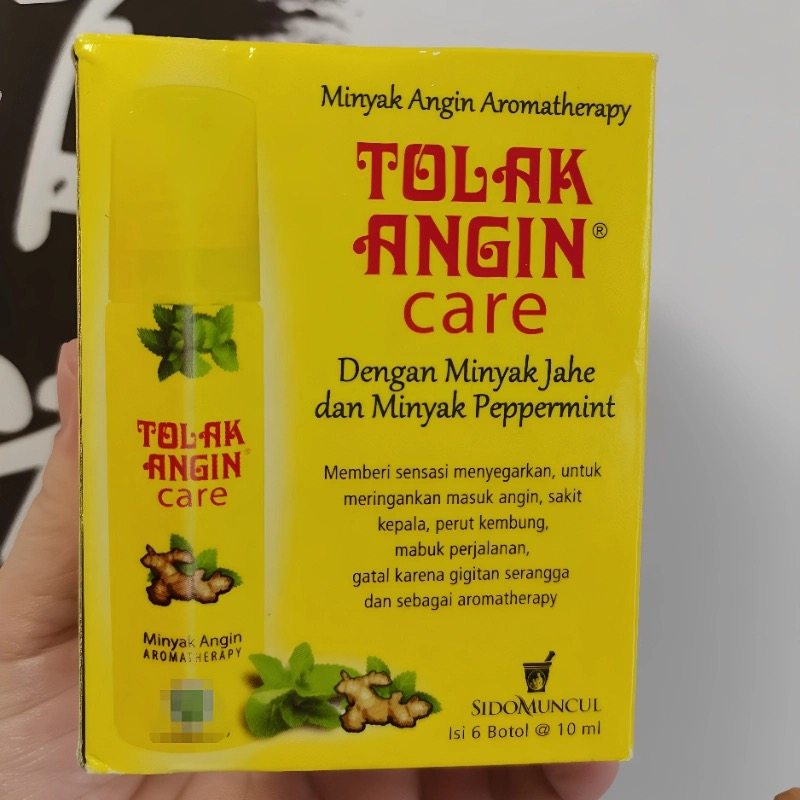 Minyak Angin Aromatherapy
TOLAK
ANGIN®
care
Dengan Minyak Jahe
dan Minyak Peppermint
Memberi sensasi menyegarkan, untuk
meringankan masuk angin, sakit
kepala, perut kembung,
mabuk perjalanan,
gatal karena gigitan serangga
dan sebagai aromatherapy
SIDOMUNCUL
Isi 6 Botol @ 10 ml
TOLAK
ANGIN®
care
Minyak Angin
AROMATHERAPY